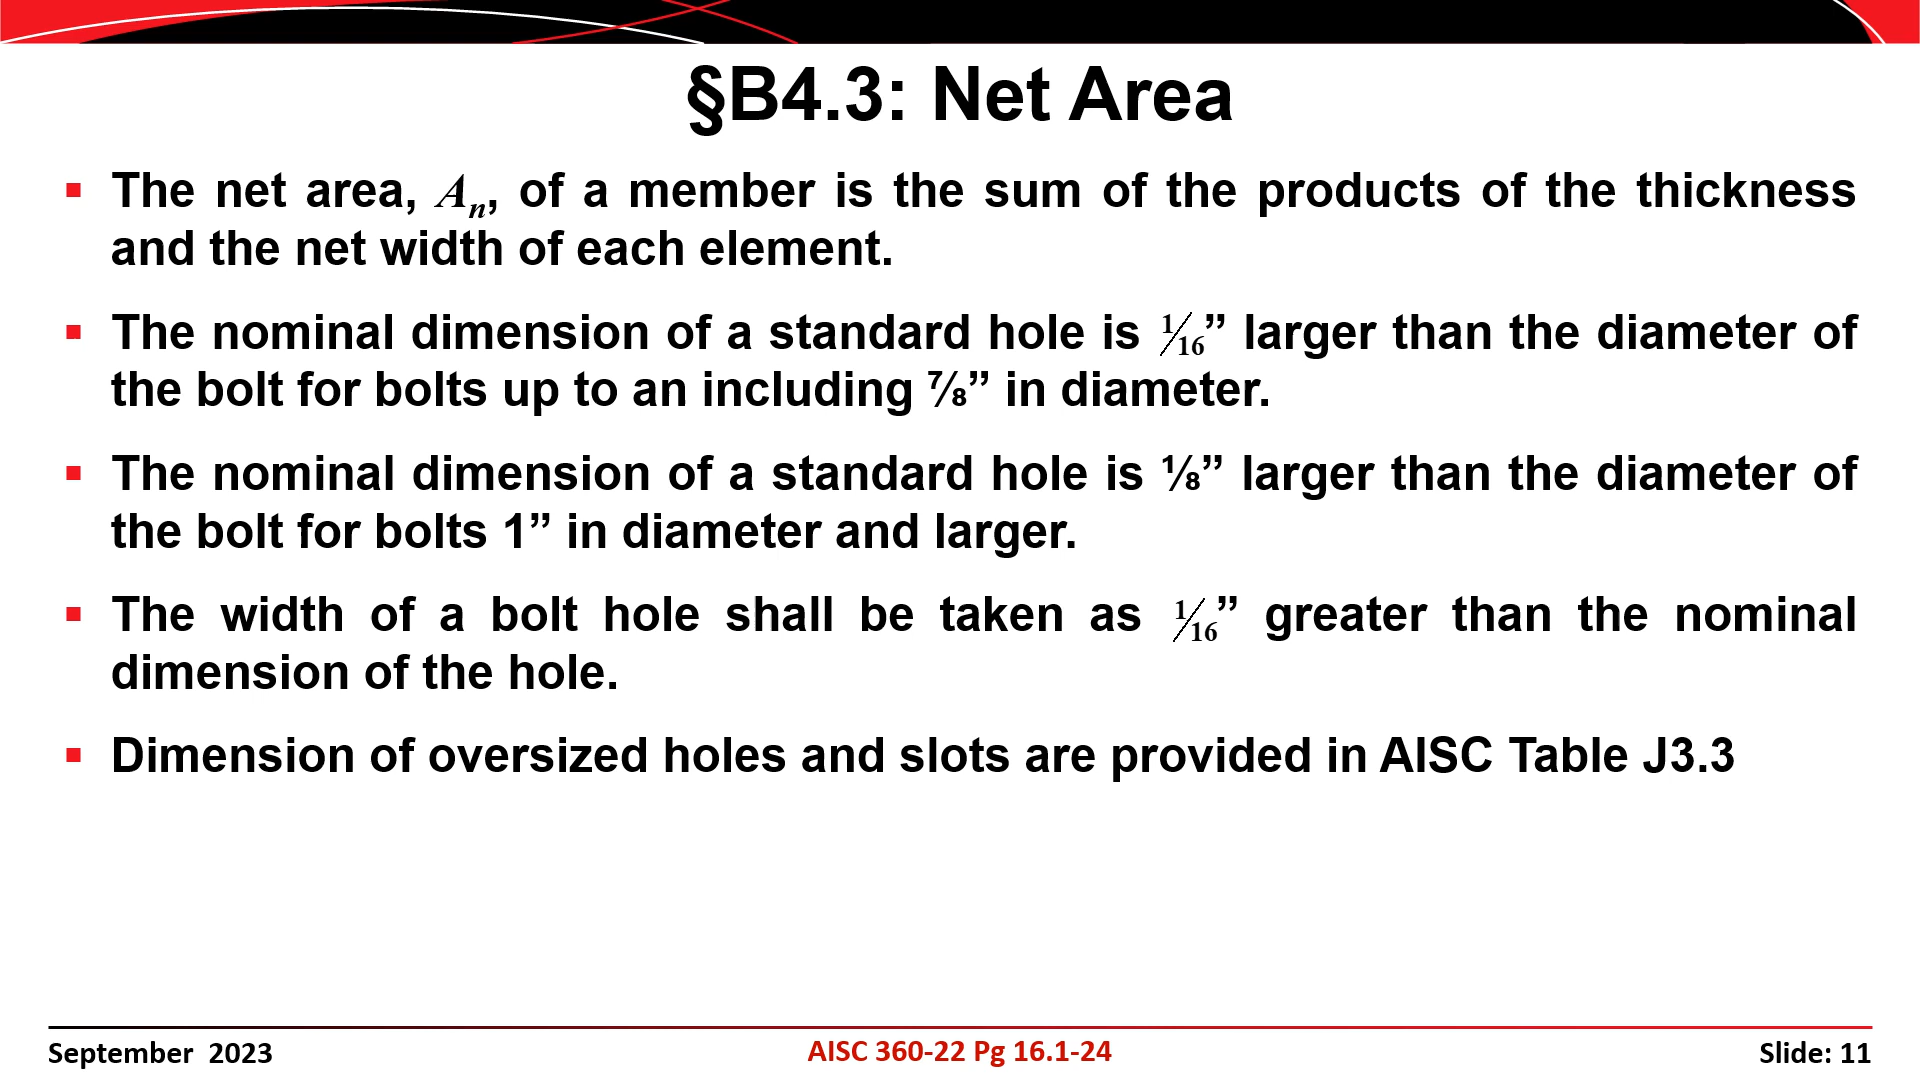 §B4.3: Net Area
▪ The net area, Aₙ, of a member is the sum of the products of the thickness
and the net width of each element.
▪ The nominal dimension of a standard hole is 1/16” larger than the diameter of
the bolt for bolts up to an including ⅞” in diameter.
▪ The nominal dimension of a standard hole is ⅛” larger than the diameter of
the bolt for bolts 1” in diameter and larger.
▪ The width of a bolt hole shall be taken as 1/16” greater than the nominal
dimension of the hole.
▪ Dimension of oversized holes and slots are provided in AISC Table J3.3
September 2023
AISC 360-22 Pg 16.1-24
Slide: 11